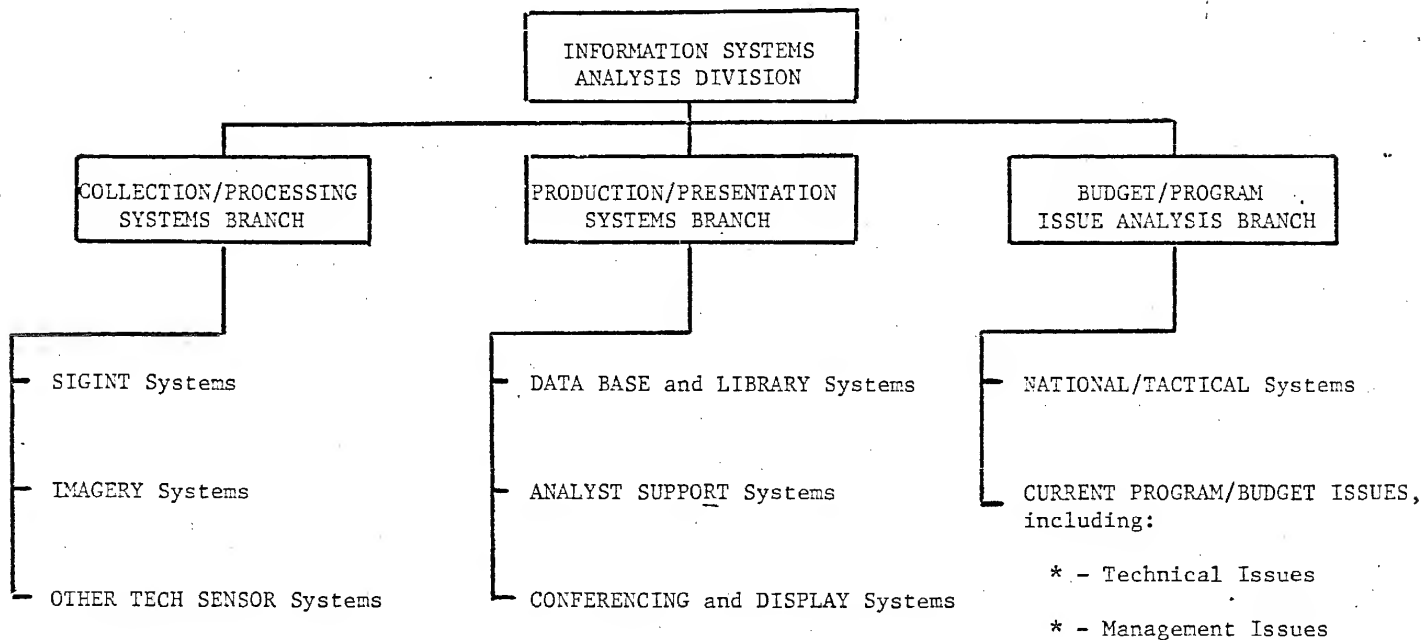 INFORMATION SYSTEMS
ANALYSIS DIVISION
COLLECTION/PROCESSING
SYSTEMS BRANCH
PRODUCTION/PRESENTATION
SYSTEMS BRANCH
BUDGET/PROGRAM
ISSUE ANALYSIS BRANCH
SIGINT Systems
IMAGERY Systems
OTHER TECH SENSOR Systems
DATA BASE and LIBRARY Systems
ANALYST SUPPORT Systems
CONFERENCING and DISPLAY Systems
NATIONAL/TACTICAL Systems
CURRENT PROGRAM/BUDGET ISSUES,
including:
* - Technical Issues
* - Management Issues